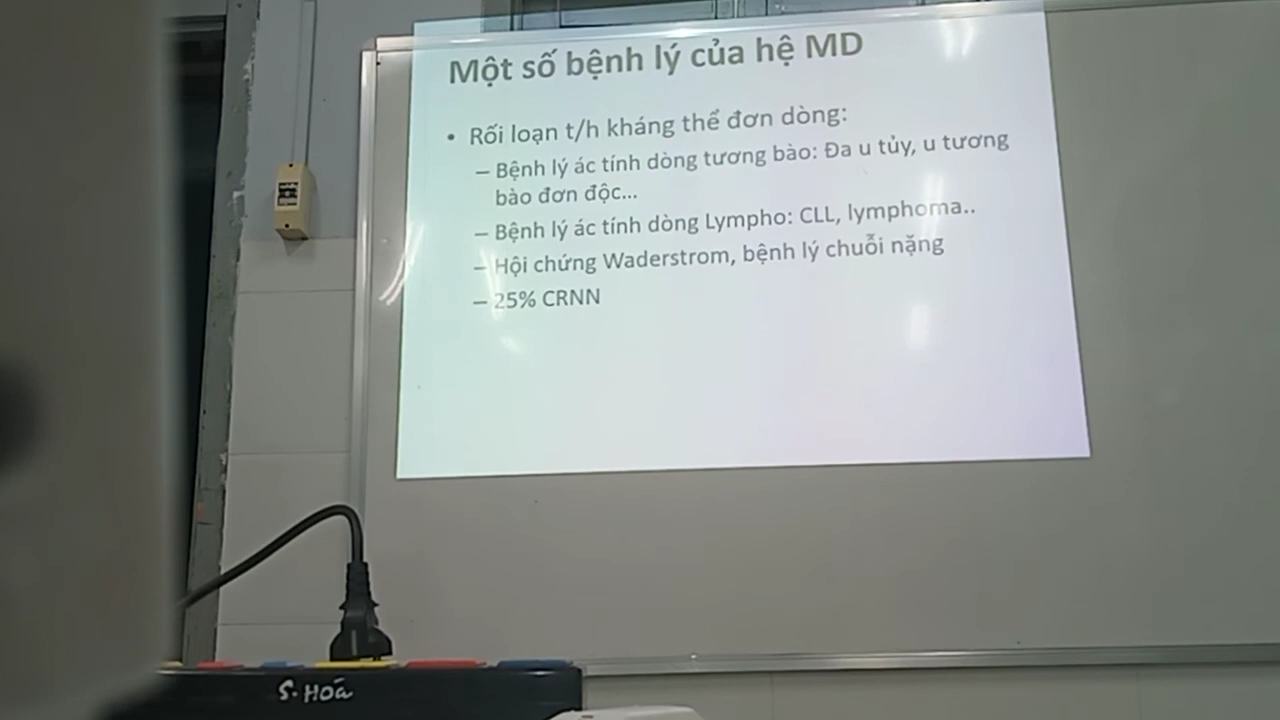 Một số bệnh lý của hệ MD
• Rối loạn t/h kháng thể đơn dòng:
– Bệnh lý ác tính dòng tương bào: Đa u tủy, u tương
bào đơn độc...
– Bệnh lý ác tính dòng Lympho: CLL, lymphoma..
– Hội chứng Waderstrom, bệnh lý chuỗi nặng
– 25% CRNN
S. HOÁ